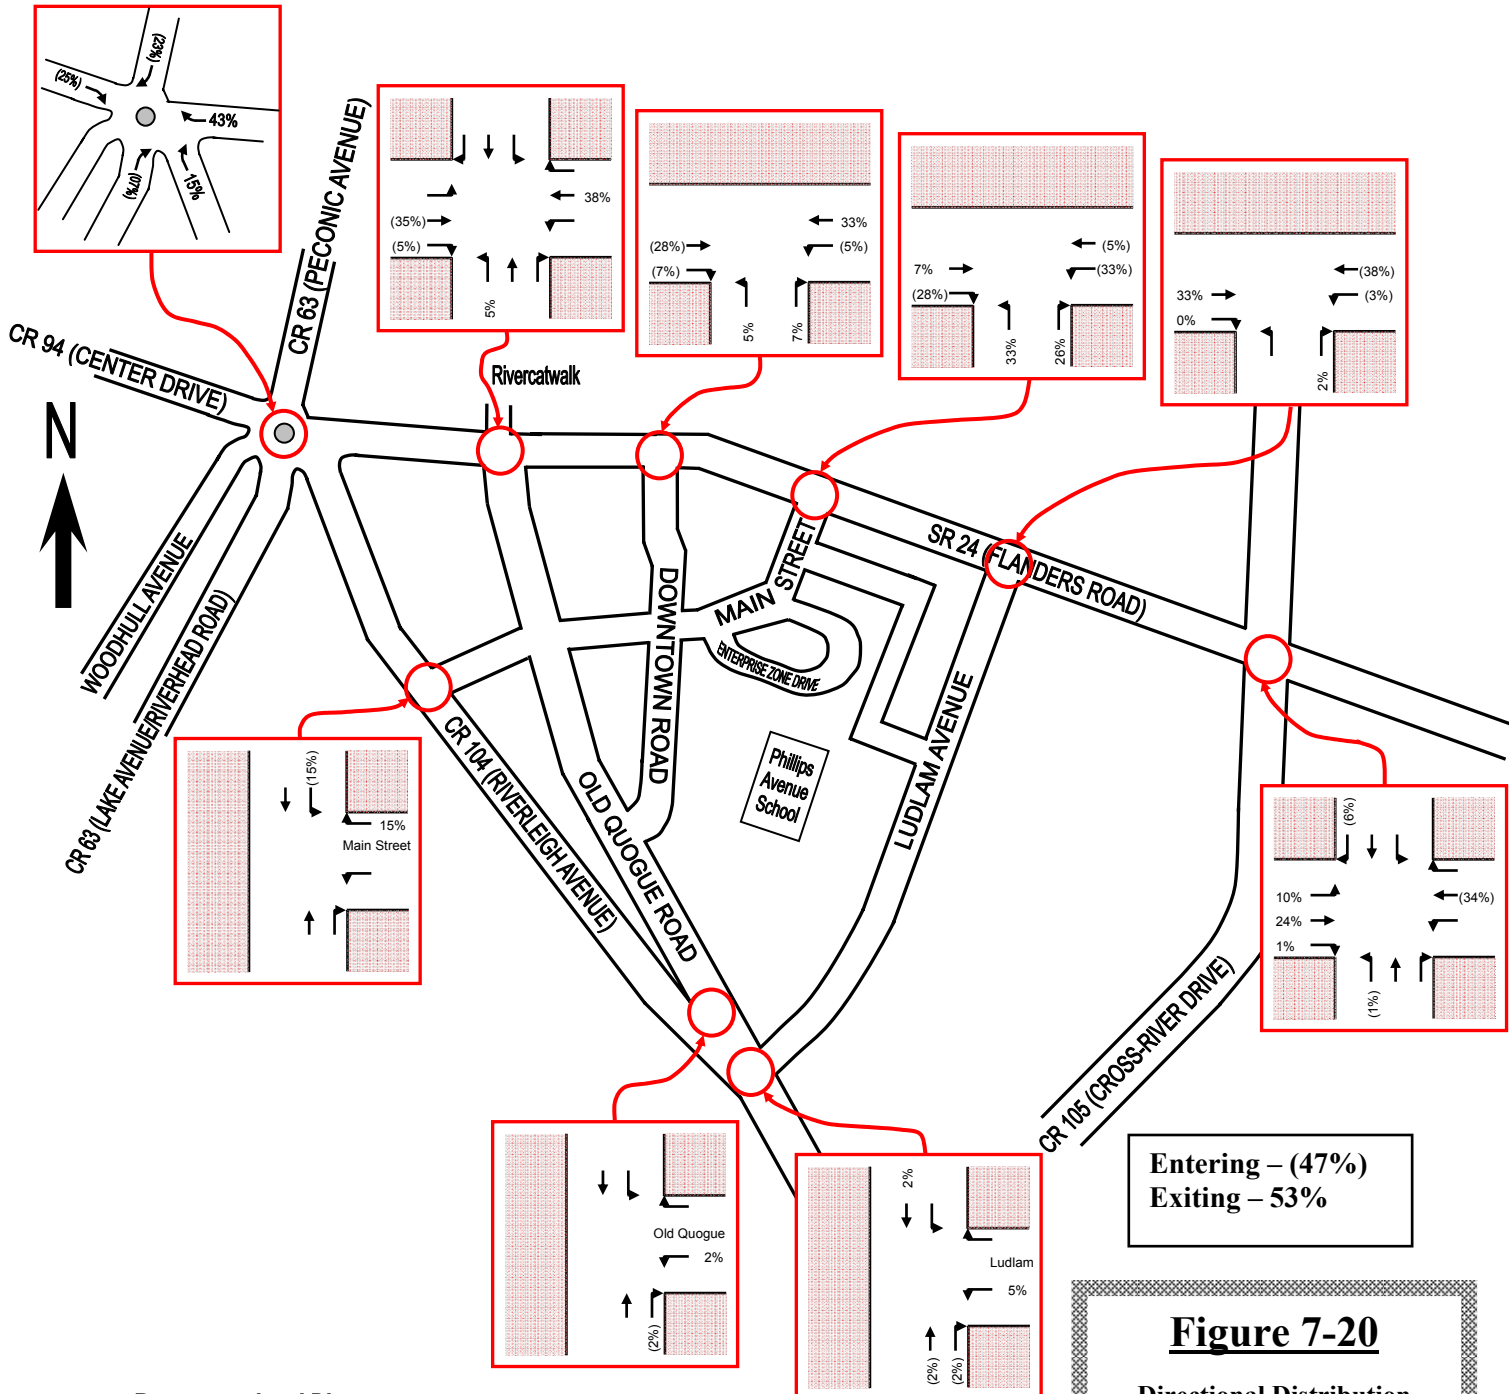 (23%)
(25%)
43%
(07%)
15%
CR 63 (PECONIC AVENUE)
(35%)
(5%)
38%
5%
(28%)
(7%)
33%
(5%)
5%
7%
7%
(28%)
(5%)
(33%)
33%
26%
33%
0%
(38%)
(3%)
2%
CR 94 (CENTER DRIVE)
N
Rivercatwalk
WOODHULL AVENUE
CR 63 (LAKE AVENUE/RIVERHEAD ROAD)
SR 24 (FLANDERS ROAD)
MAIN STREET
ENTERPRISE ZONE DRIVE
DOWNTOWN ROAD
OLD QUOGUE ROAD
CR 104 (RIVERLEIGH AVENUE)
LUDLAM AVENUE
Phillips
Avenue
School
CR 105 (CROSS-RIVER DRIVE)
(15%)
15%
Main Street
(6%)
10%
24%
1%
(34%)
(1%)
Old Quogue
2%
(2%)
2%
Ludlam
5%
(2%)
(2%)
Entering – (47%)
Exiting – 53%
Figure 7-20
Directional Distribution